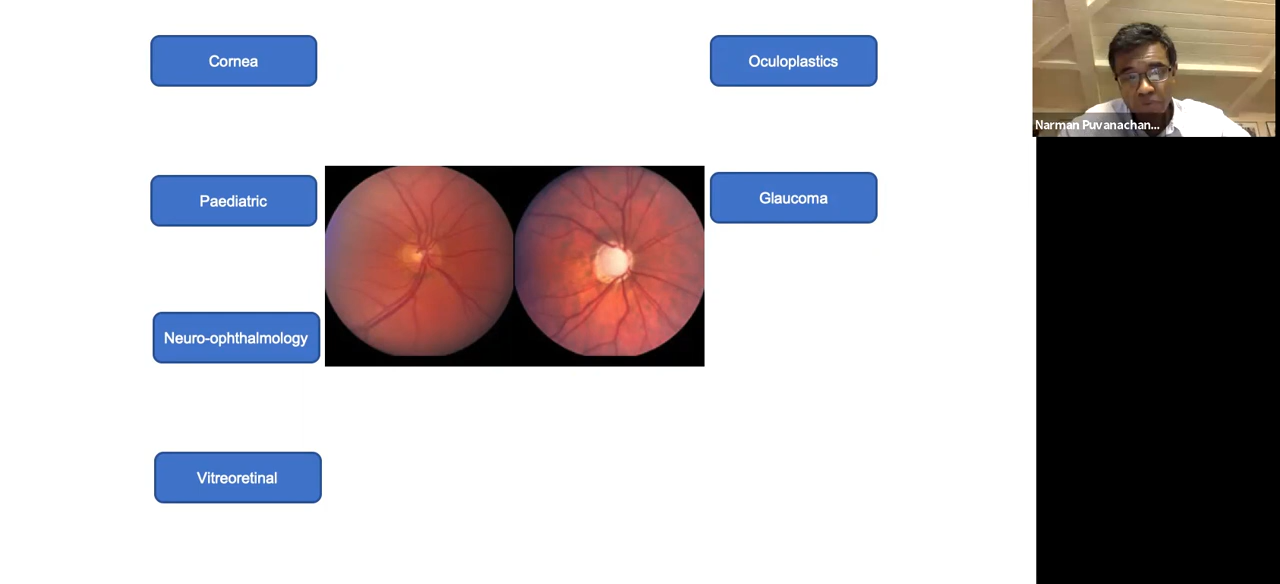 Cornea
Oculoplastics
Narman Puvanachan...
Paediatric
Glaucoma
Neuro-ophthalmology
Vitreoretinal